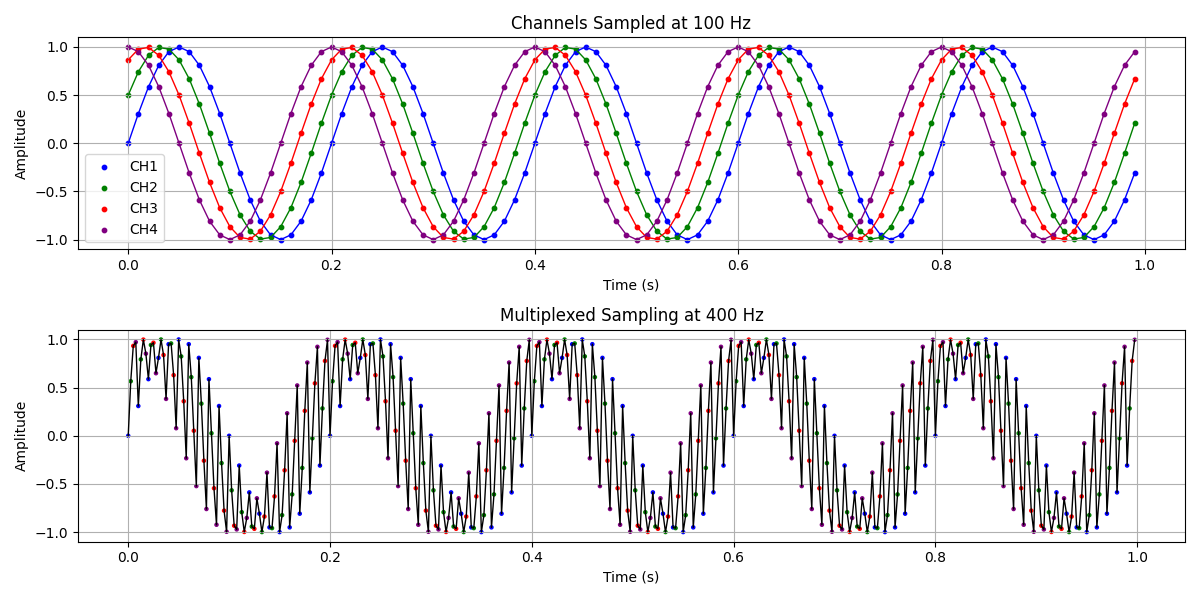 Channels Sampled at 100 Hz
Amplitude
1.0
0.5
0.0
−0.5
−1.0
CH1
CH2
CH3
CH4
0.0 0.2 0.4 0.6 0.8 1.0
Time (s)
Multiplexed Sampling at 400 Hz
Amplitude
1.0
0.5
0.0
−0.5
−1.0
0.0 0.2 0.4 0.6 0.8 1.0
Time (s)